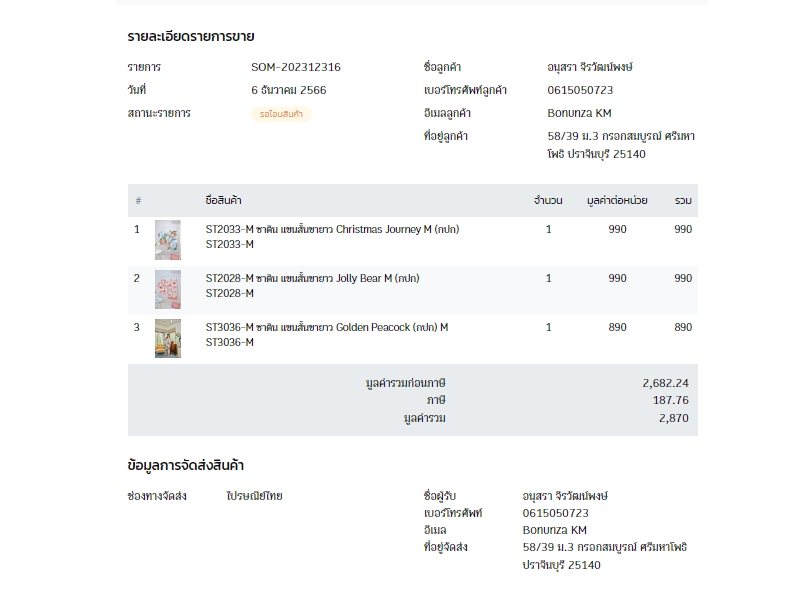 รายละเอียดรายการขาย
รายการ SOM-202312316 ชื่อลูกค้า อนุสรา จิรวัฒน์พงษ์
วันที่ 6 ธันวาคม 2566 เบอร์โทรศัพท์ลูกค้า 0615050723
สถานะรายการ รอโอนสินค้า อีเมลลูกค้า Bonunza KM
ที่อยู่ลูกค้า 58/39 ม.3 กรอกสมบูรณ์ ศรีมหา
โพธิ ปราจีนบุรี 25140
# ชื่อสินค้า จำนวน มูลค่าต่อหน่วย รวม
1 ST2033-M ซาติน แขนสั้นขายาว Christmas Journey M (กปก) 1 990 990
ST2033-M
2 ST2028-M ซาติน แขนสั้นขายาว Jolly Bear M (กปก) 1 990 990
ST2028-M
3 ST3036-M ซาติน แขนสั้นขายาว Golden Peacock (กปก) M 1 890 890
ST3036-M
มูลค่ารวมก่อนภาษี 2,682.24
ภาษี 187.76
มูลค่ารวม 2,870
ข้อมูลการจัดส่งสินค้า
ช่องทางจัดส่ง ไปรษณีย์ไทย ชื่อผู้รับ อนุสรา จิรวัฒน์พงษ์
เบอร์โทรศัพท์ 0615050723
อีเมล Bonunza KM
ที่อยู่จัดส่ง 58/39 ม.3 กรอกสมบูรณ์ ศรีมหาโพธิ
ปราจีนบุรี 25140